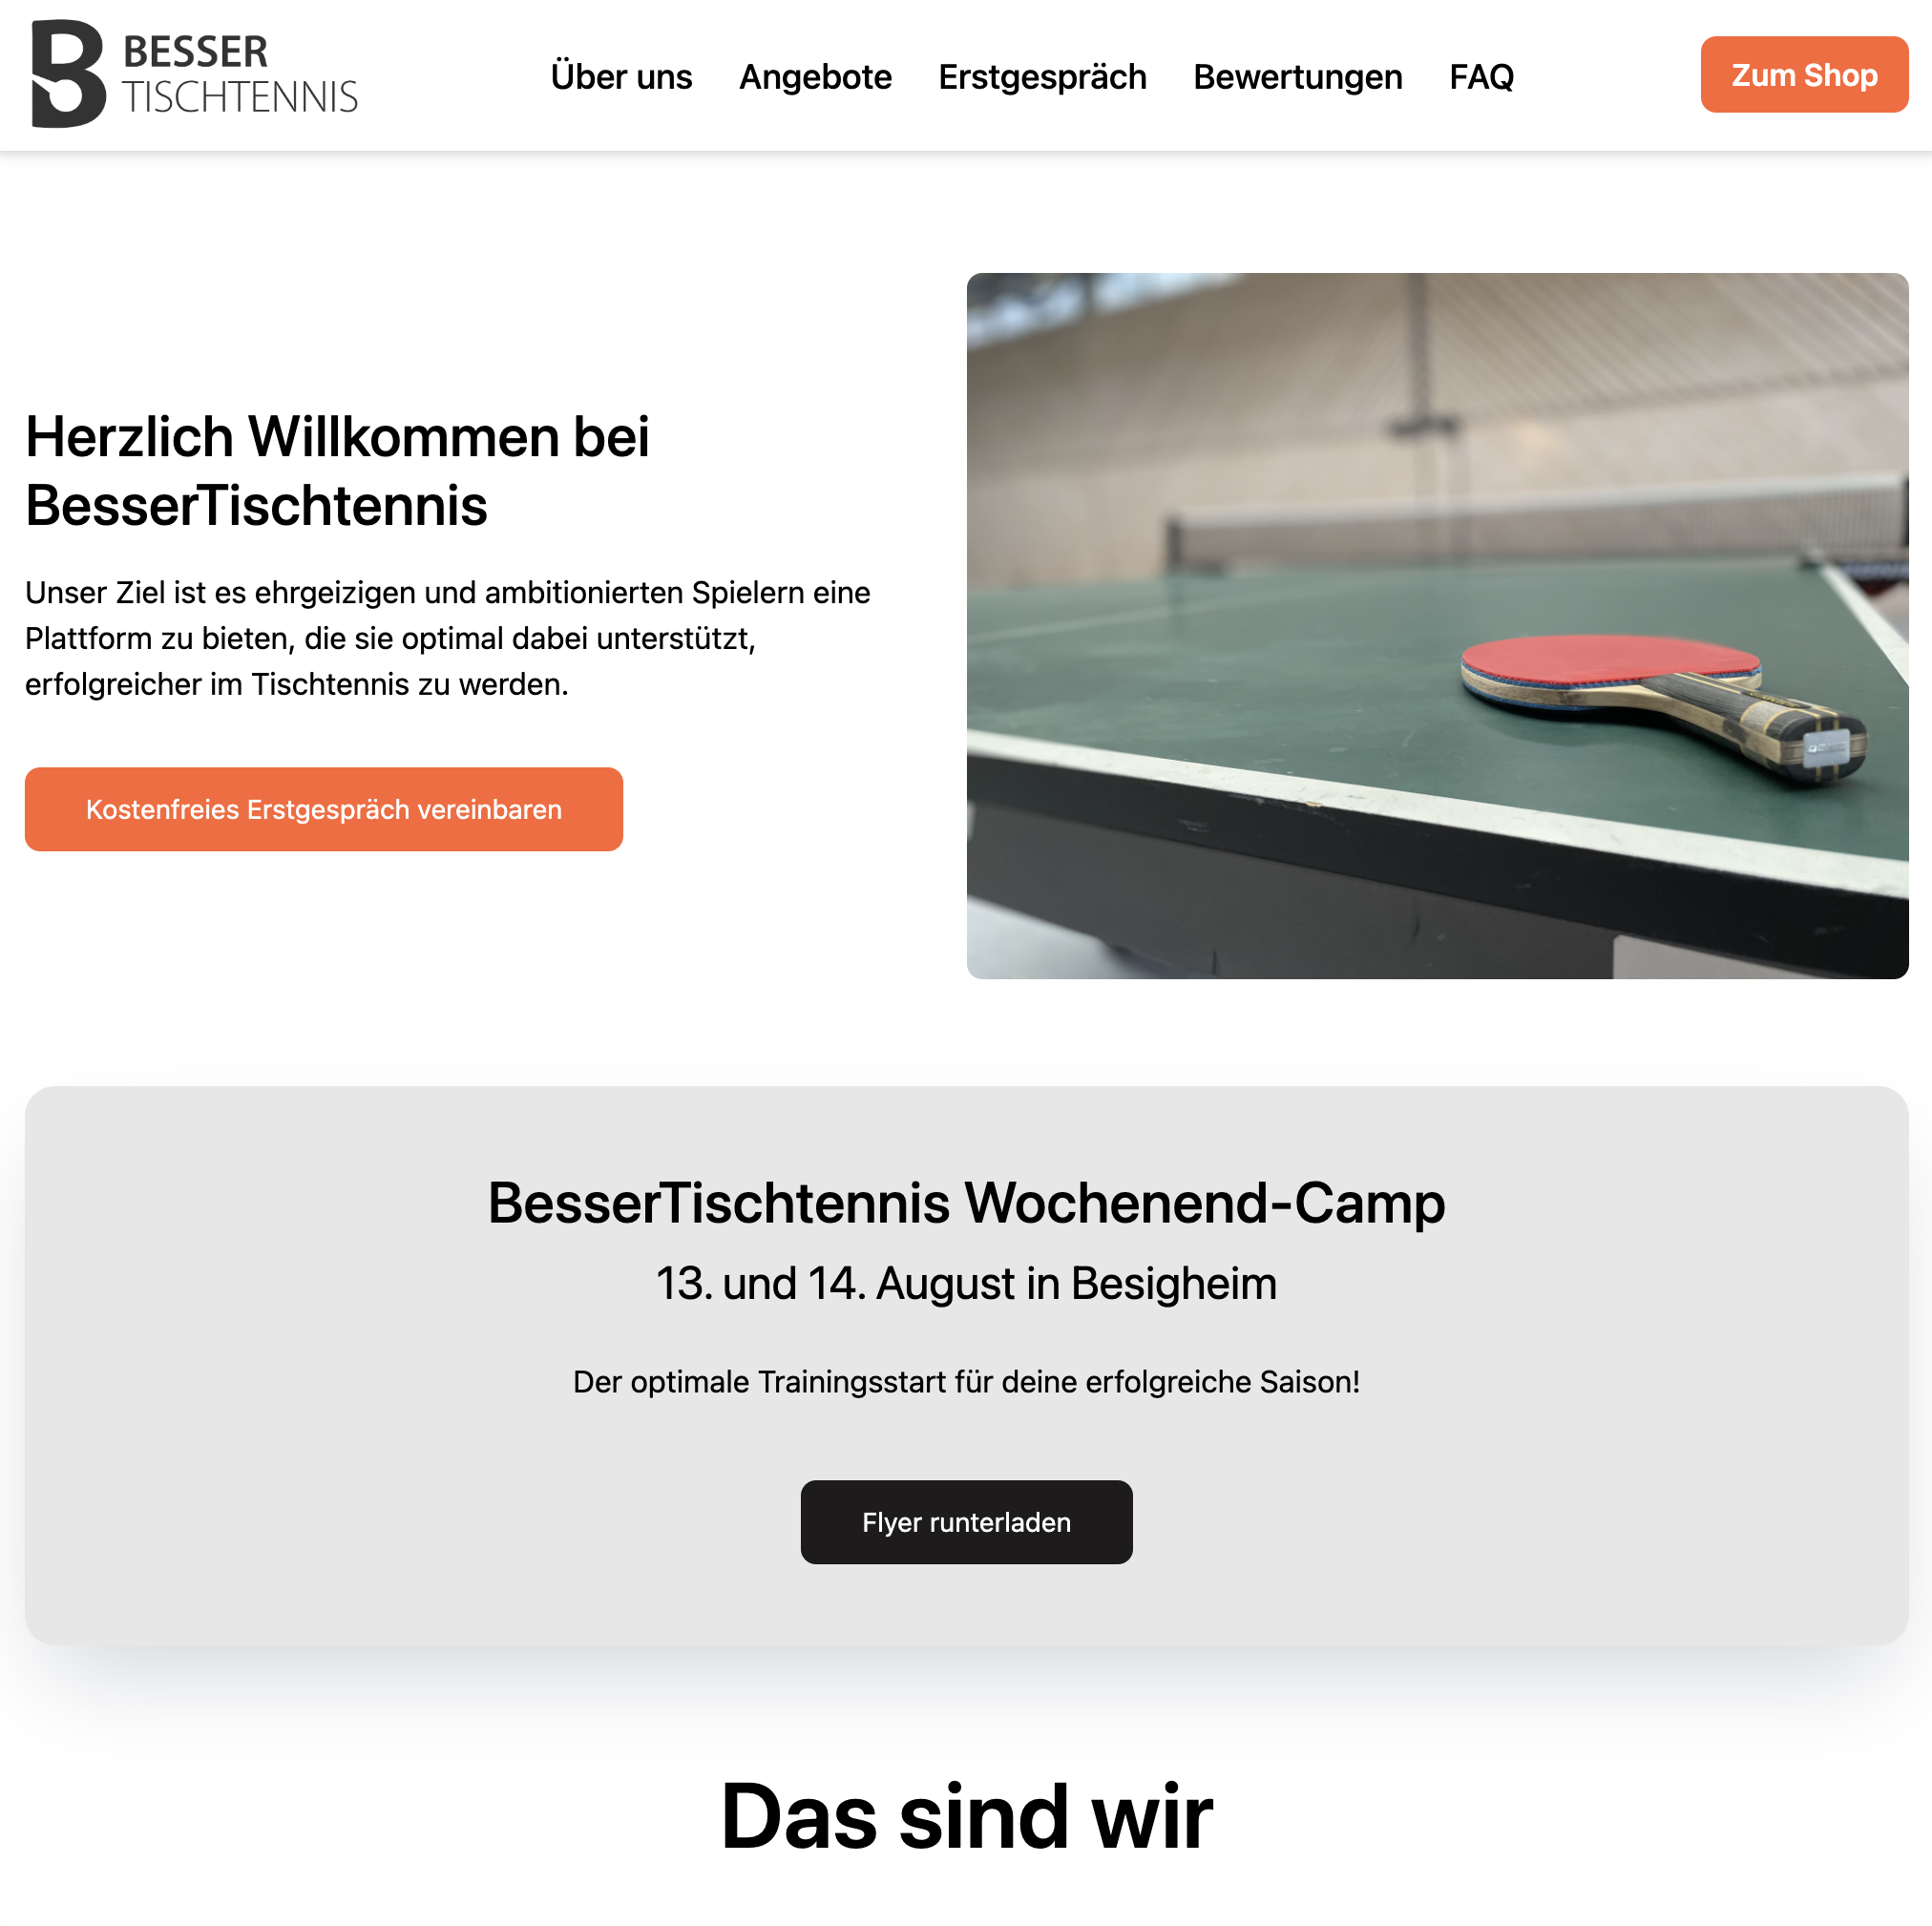 BESSER
TISCHTENNIS
Über uns Angebote Erstgespräch Bewertungen FAQ
Zum Shop
Herzlich Willkommen bei
BesserTischtennis
Unser Ziel ist es ehrgeizigen und ambitionierten Spielern eine
Plattform zu bieten, die sie optimal dabei unterstützt,
erfolgreicher im Tischtennis zu werden.
Kostenfreies Erstgespräch vereinbaren
BesserTischtennis Wochenend-Camp
13. und 14. August in Besigheim
Der optimale Trainingsstart für deine erfolgreiche Saison!
Flyer runterladen
Das sind wir